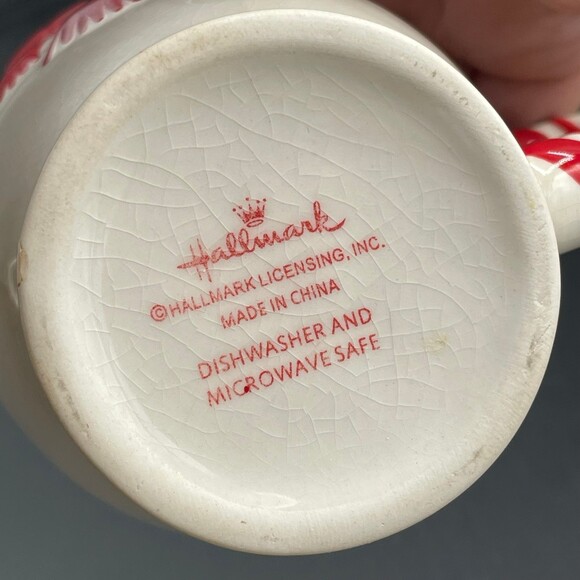 Hallmark
©HALLMARK LICENSING, INC.
MADE IN CHINA
DISHWASHER AND
MICROWAVE SAFE